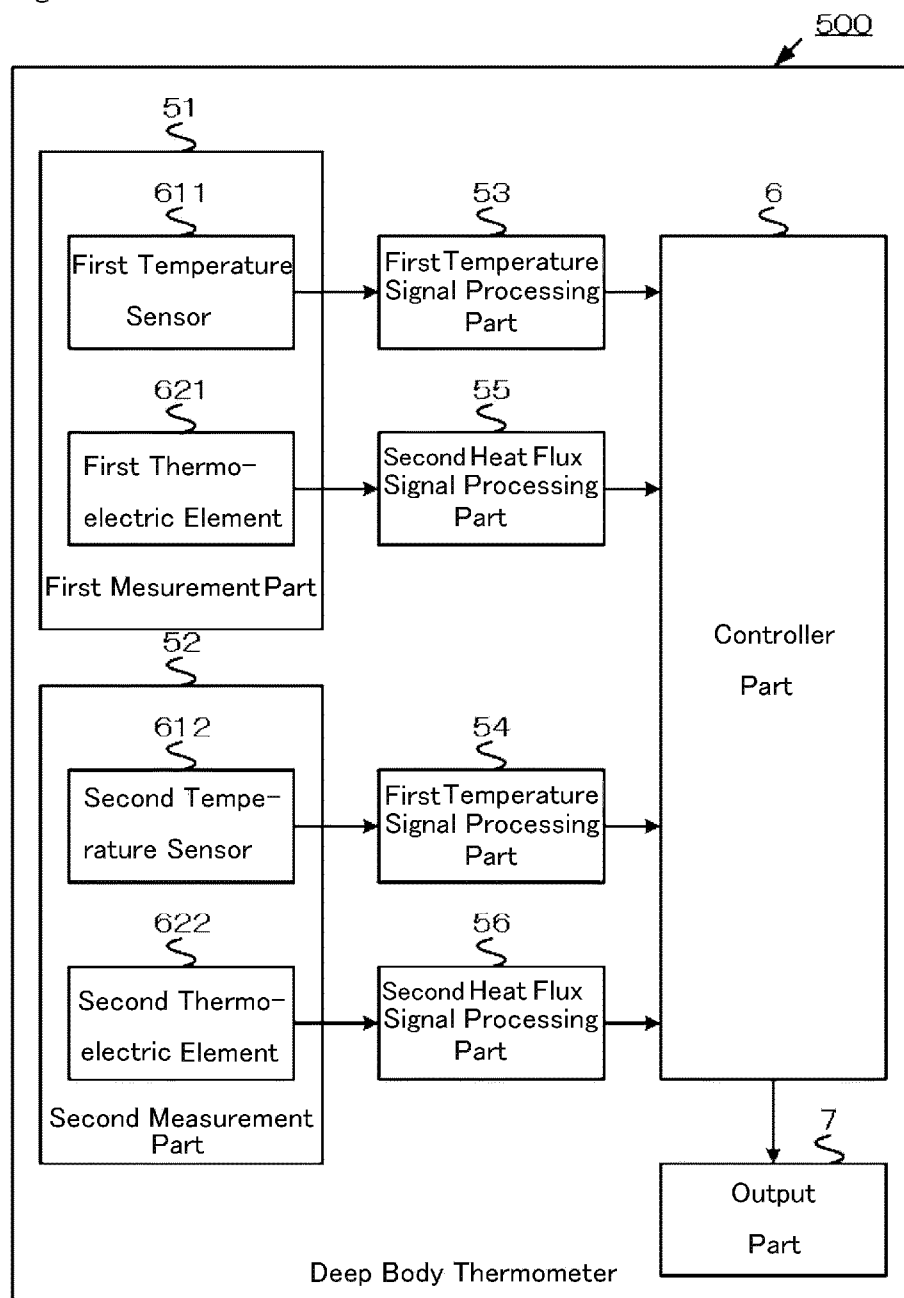 500
51
611
First Temperature
Sensor
621
First Thermo-
electric Element
First Mesurement Part
53
First Temperature
Signal Processing
Part
55
Second Heat Flux
Signal Processing
Part
6
Controller
Part
52
612
Second Tempe-
rature Sensor
622
Second Thermo-
electric Element
Second Measurement
Part
54
First Temperature
Signal Processing
Part
56
Second Heat Flux
Signal Processing
Part
7
Output
Part
Deep Body Thermometer